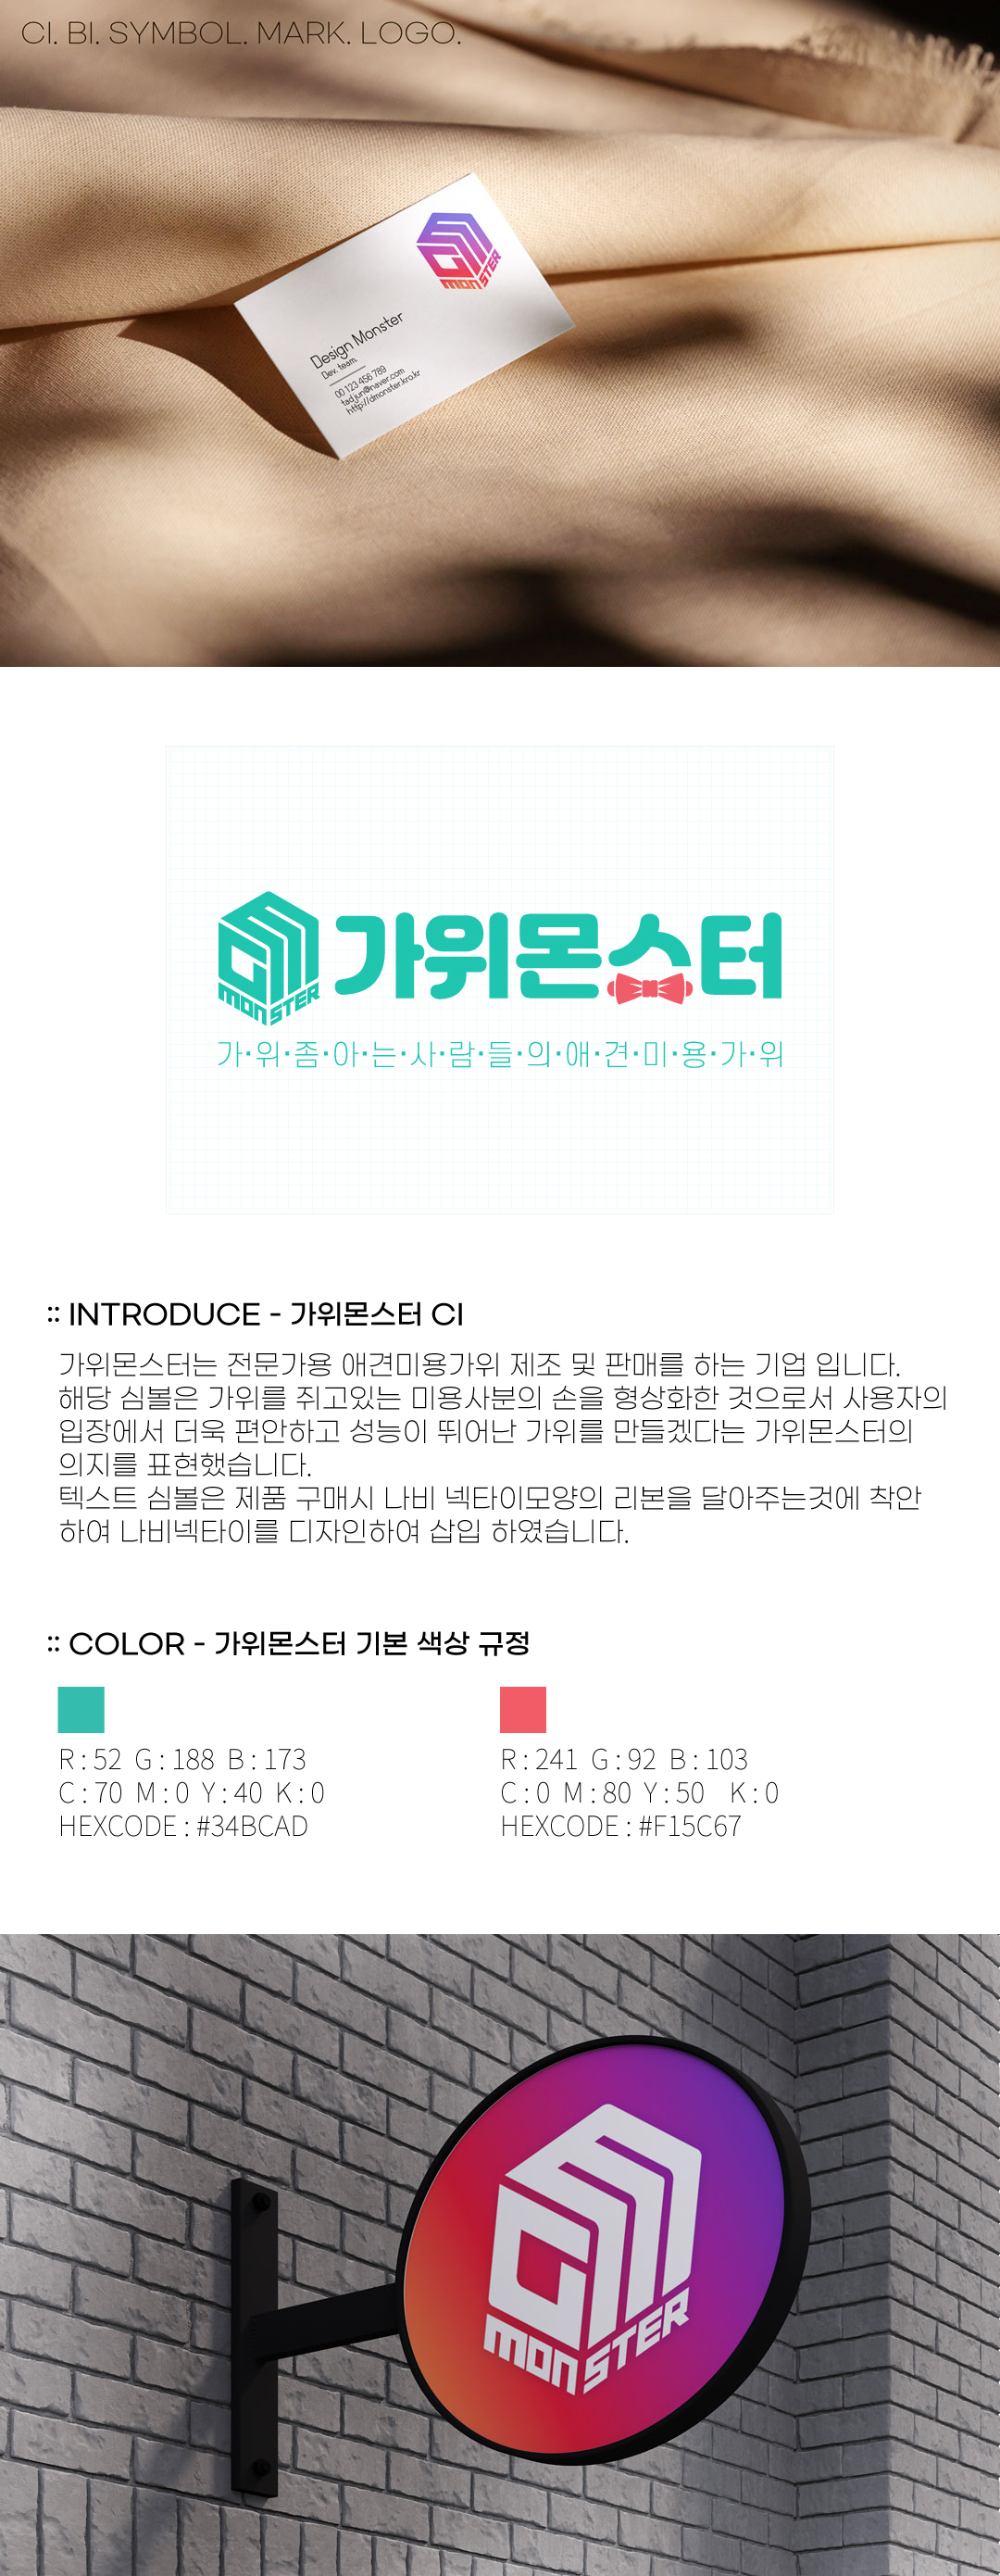 CI. BI. SYMBOL. MARK. LOGO.
MONSTER
Design Monster
Dev. team.
00 123 456 789
tadjun@naver.com
http://dmonster.kro.kr
가위몬스터
MONSTER
가·위·좀·아·는·사·람·들·의·애·견·미·용·가·위
:: INTRODUCE - 가위몬스터 CI
가위몬스터는 전문가용 애견미용가위 제조 및 판매를 하는 기업 입니다.
해당 심볼은 가위를 쥐고있는 미용사분의 손을 형상화한 것으로서 사용자의
입장에서 더욱 편안하고 성능이 뛰어난 가위를 만들겠다는 가위몬스터의
의지를 표현했습니다.
텍스트 심볼은 제품 구매시 나비 넥타이모양의 리본을 달아주는것에 착안
하여 나비넥타이를 디자인하여 삽입 하였습니다.
:: COLOR - 가위몬스터 기본 색상 규정
R : 52 G : 188 B : 173
C : 70 M : 0 Y : 40 K : 0
HEXCODE : #34BCAD
R : 241 G : 92 B : 103
C : 0 M : 80 Y : 50 K : 0
HEXCODE : #F15C67
MONSTER